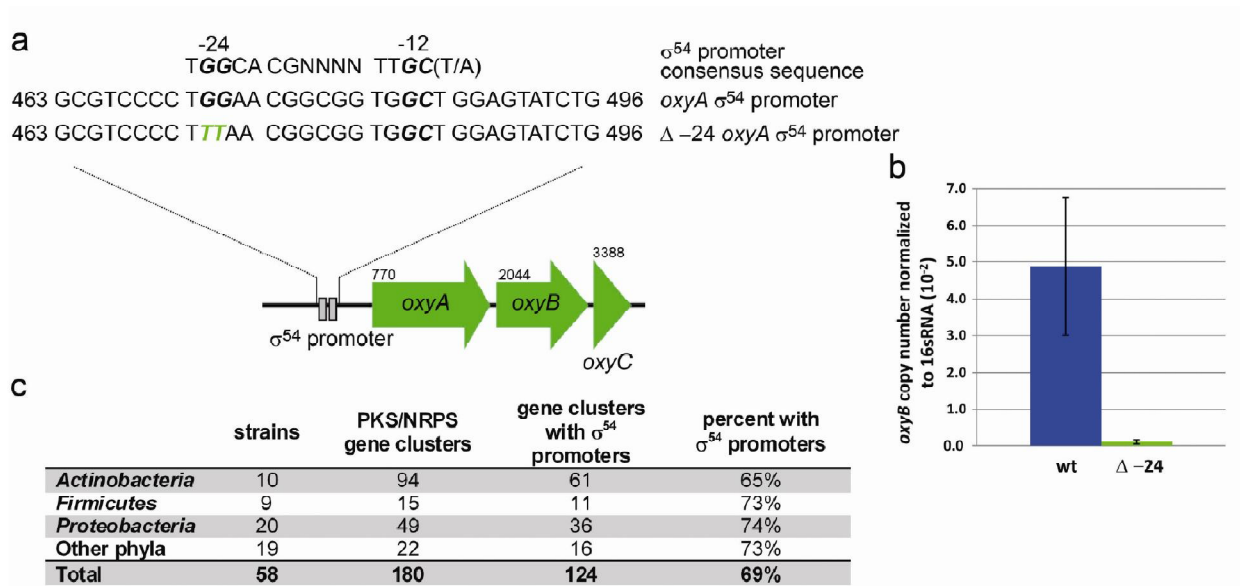 a
-24 -12
TGGCA CGNNNN TTGC(T/A) σ54 promoter
consensus sequence
463 GCGTCCCC TGGAA CGGCGG TGGCT GGAGTATCTG 496 oxyA σ54 promoter
463 GCGTCCCC TTTAA CGGCGG TGGCT GGAGTATCTG 496 Δ –24 oxyA σ54 promoter
770 2044 3388
oxyA oxyB
σ54 promoter
oxyC
b
7.0
6.0
5.0
4.0
3.0
2.0
1.0
0.0
oxyB copy number normalized
to 16sRNA (10-2)
wt Δ –24
c
strains PKS/NRPS gene clusters gene clusters with σ54 promoters percent with σ54 promoters
Actinobacteria 10 94 61 65%
Firmicutes 9 15 11 73%
Proteobacteria 20 49 36 74%
Other phyla 19 22 16 73%
Total 58 180 124 69%